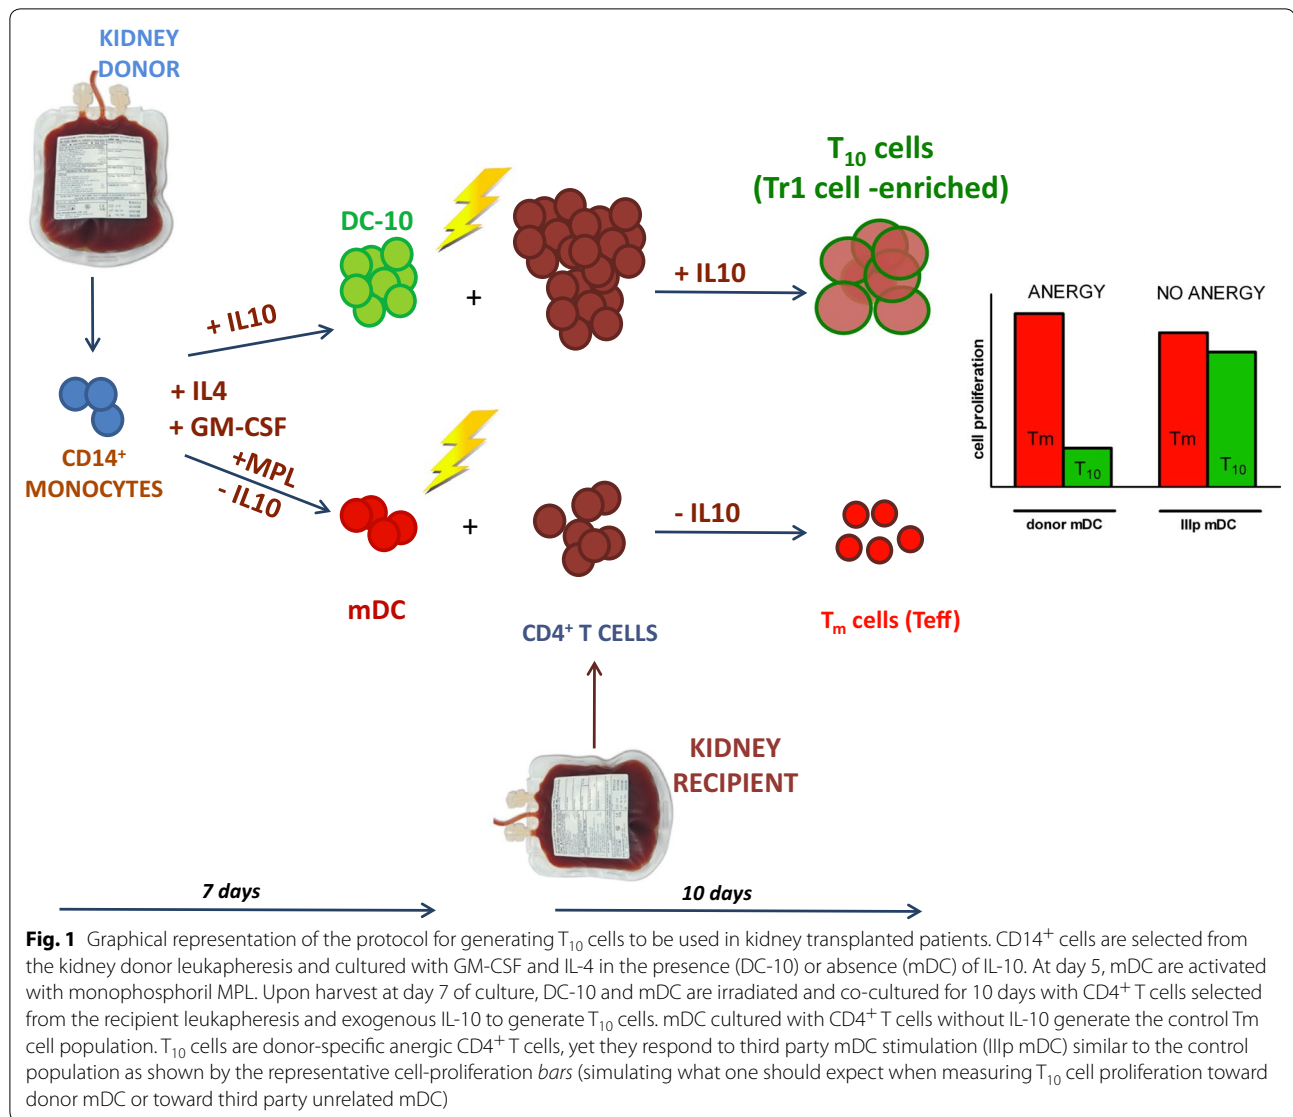 KIDNEY
DONOR
T₁₀ cells
(Tr1 cell -enriched)
DC-10
+ IL10
+
+ IL10
ANERGY
NO ANERGY
cell proliferation
Tm
T₁₀
Tm
T₁₀
donor mDC
IIIp mDC
+ IL4
+ GM-CSF
CD14⁺
MONOCYTES
+MPL
- IL10
+
- IL10
mDC
CD4⁺ T CELLS
Tₘ cells (Teff)
KIDNEY
RECIPIENT
7 days
10 days
Fig. 1 Graphical representation of the protocol for generating T₁₀ cells to be used in kidney transplanted patients. CD14⁺ cells are selected from
the kidney donor leukapheresis and cultured with GM-CSF and IL-4 in the presence (DC-10) or absence (mDC) of IL-10. At day 5, mDC are activated
with monophosphoril MPL. Upon harvest at day 7 of culture, DC-10 and mDC are irradiated and co-cultured for 10 days with CD4⁺ T cells selected
from the recipient leukapheresis and exogenous IL-10 to generate T₁₀ cells. mDC cultured with CD4⁺ T cells without IL-10 generate the control Tm
cell population. T₁₀ cells are donor-specific anergic CD4⁺ T cells, yet they respond to third party mDC stimulation (IIIp mDC) similar to the control
population as shown by the representative cell-proliferation bars (simulating what one should expect when measuring T₁₀ cell proliferation toward
donor mDC or toward third party unrelated mDC)